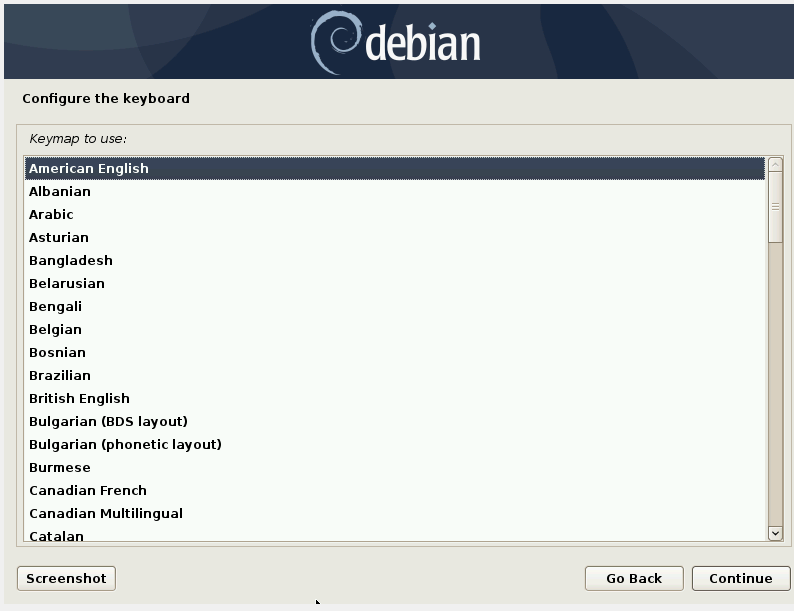 debian
Configure the keyboard
Keymap to use:
American English
Albanian
Arabic
Asturian
Bangladesh
Belarusian
Bengali
Belgian
Bosnian
Brazilian
British English
Bulgarian (BDS layout)
Bulgarian (phonetic layout)
Burmese
Canadian French
Canadian Multilingual
Catalan
Screenshot
Go Back
Continue